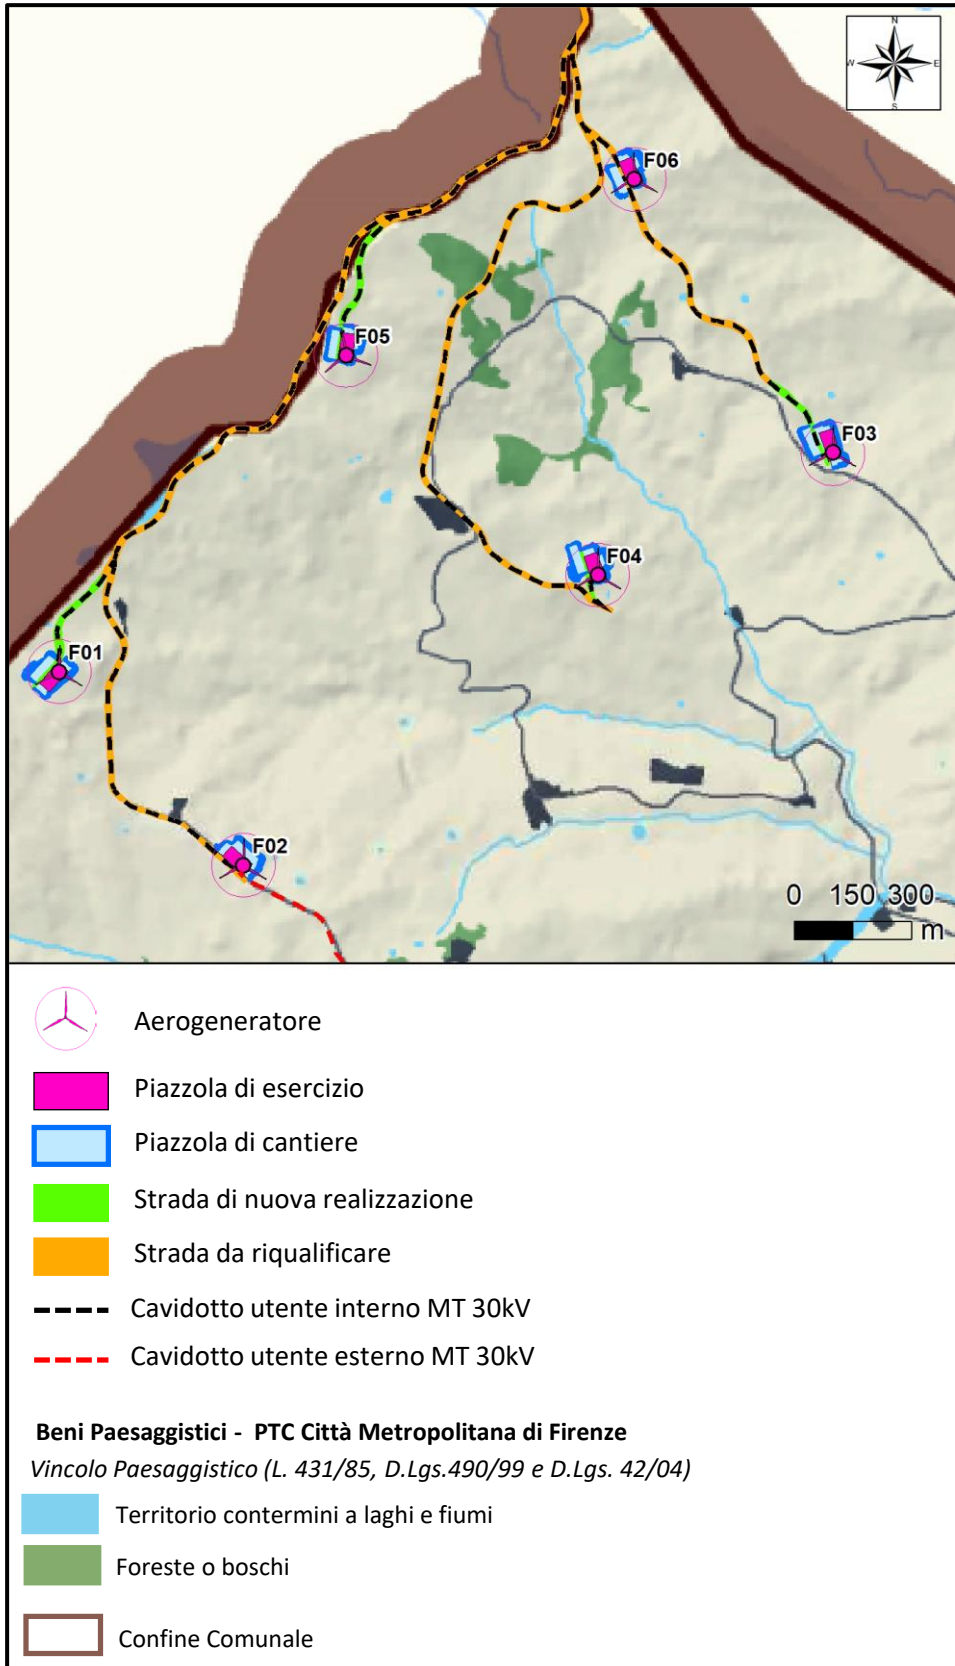 N
W E
S
F06
F05
F03
F04
F01
F02
0 150 300
m
Aerogeneratore
Piazzola di esercizio
Piazzola di cantiere
Strada di nuova realizzazione
Strada da riqualificare
Cavidotto utente interno MT 30kV
Cavidotto utente esterno MT 30kV
Beni Paesaggistici - PTC Città Metropolitana di Firenze
Vincolo Paesaggistico (L. 431/85, D.Lgs.490/99 e D.Lgs. 42/04)
Territorio contermini a laghi e fiumi
Foreste o boschi
Confine Comunale